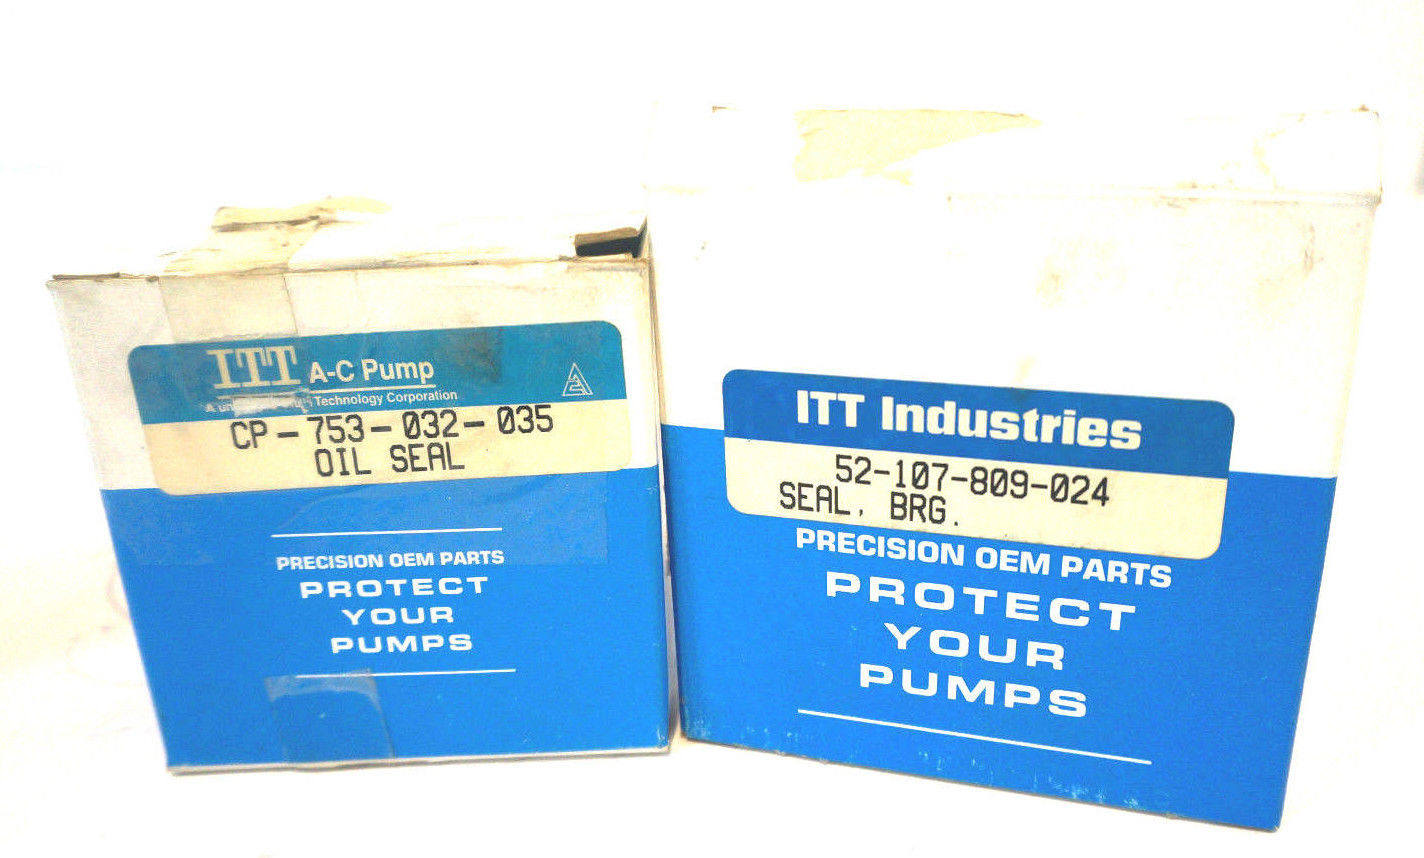 ITT A-C Pump
A Technology Corporation
CP-753-032-035
OIL SEAL
PRECISION OEM PARTS
PROTECT
YOUR
PUMPS
ITT Industries
52-107-809-024
SEAL, BRG.
PRECISION OEM PARTS
PROTECT
YOUR
PUMPS